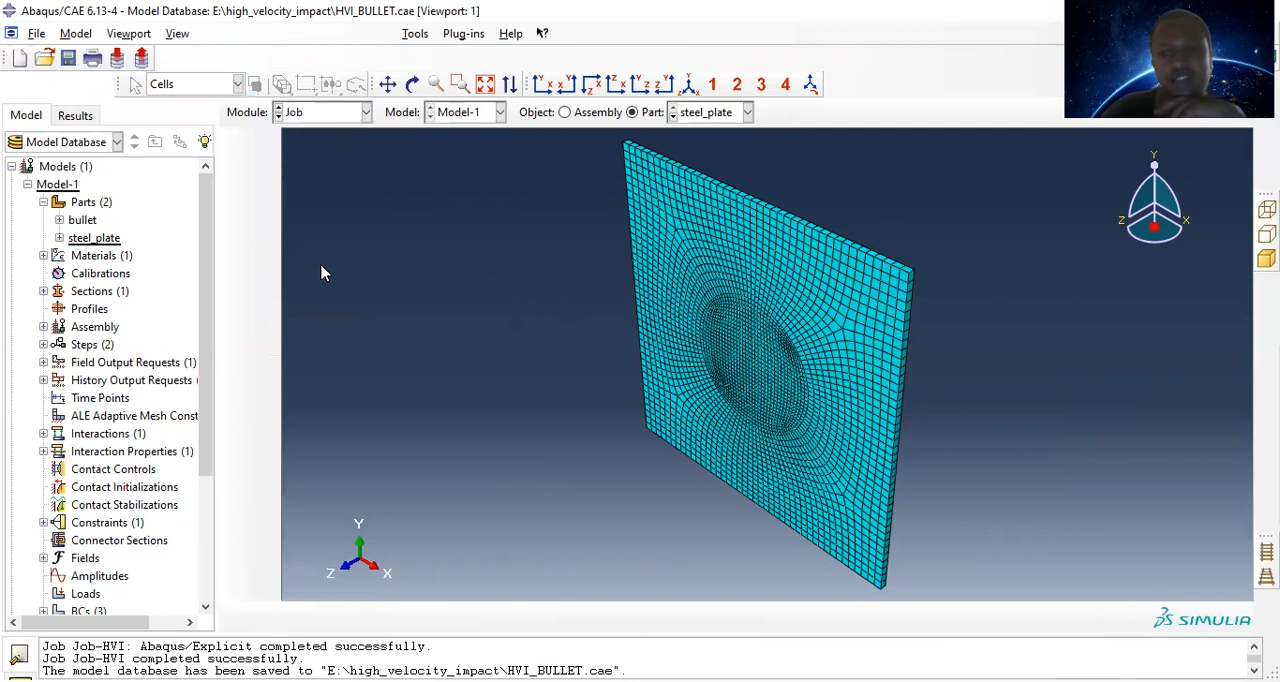 Abaqus/CAE 6.13-4 - Model Database: E:\high_velocity_impact\HVI_BULLET.cae [Viewport: 1]
File Model Viewport View Tools Plug-ins Help
Cells 1 2 3 4
Model Results Module: Job Model: Model-1 Object: Assembly Part: steel_plate
Model Database
Models (1)
Model-1
Parts (2)
bullet
steel_plate
Materials (1)
Calibrations
Sections (1)
Profiles
Assembly
Steps (2)
Field Output Requests (1)
History Output Requests
Time Points
ALE Adaptive Mesh Const
Interactions (1)
Interaction Properties (1)
Contact Controls
Contact Initializations
Contact Stabilizations
Constraints (1)
Connector Sections
Fields
Amplitudes
Loads
BCs (3)
Y
Z X
Y
Z X
SIMULIA
Job Job-HVI: Abaqus/Explicit completed successfully.
Job Job-HVI completed successfully.
The model database has been saved to "E:\high_velocity_impact\HVI_BULLET.cae".